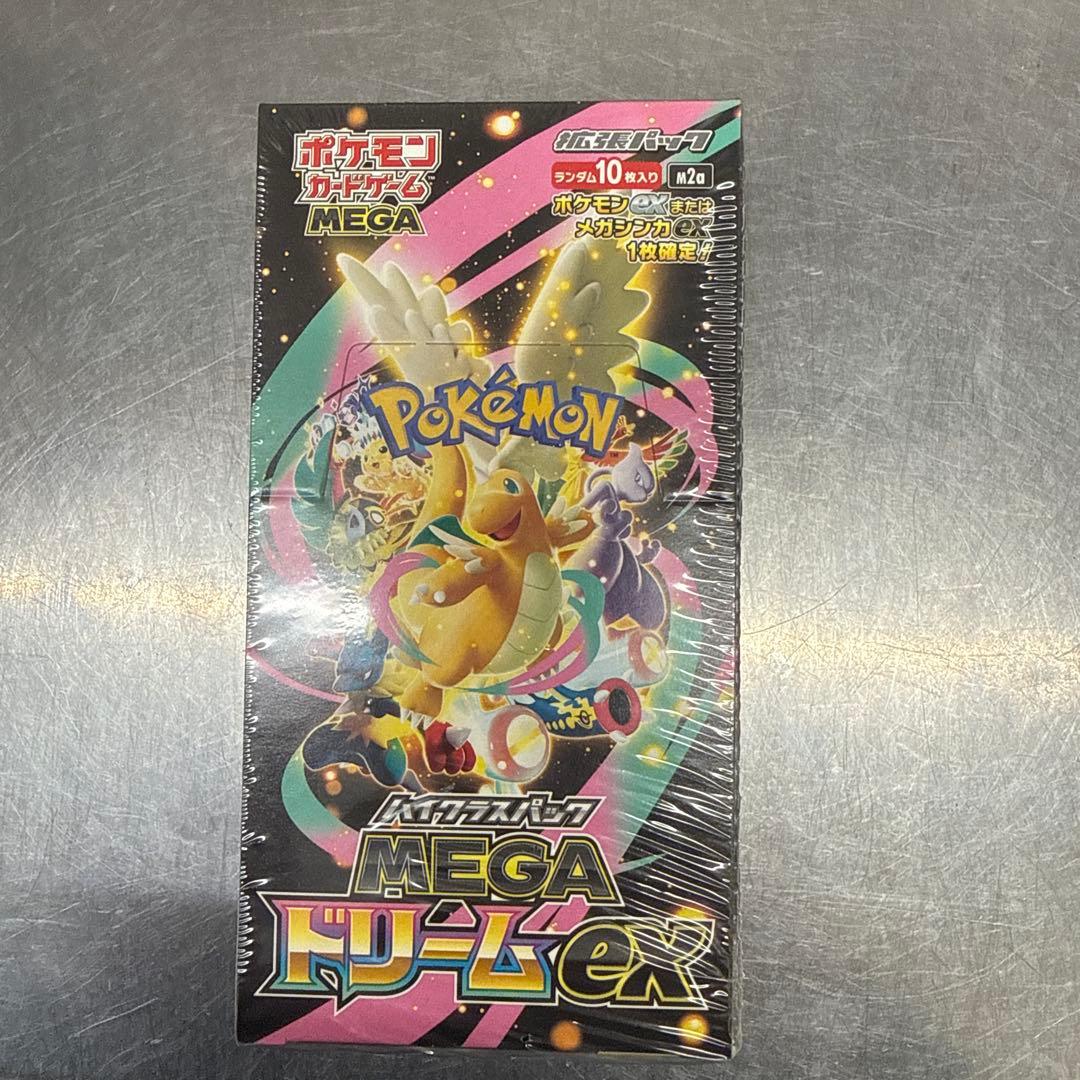 ポケモン
カードゲーム™
MEGA
拡張パック
ランダム10枚入り M2a
ポケモンexまたは
メガシンカex
1枚確定!
POKéMON™
ハイクラスパック
MEGA
ドリームex